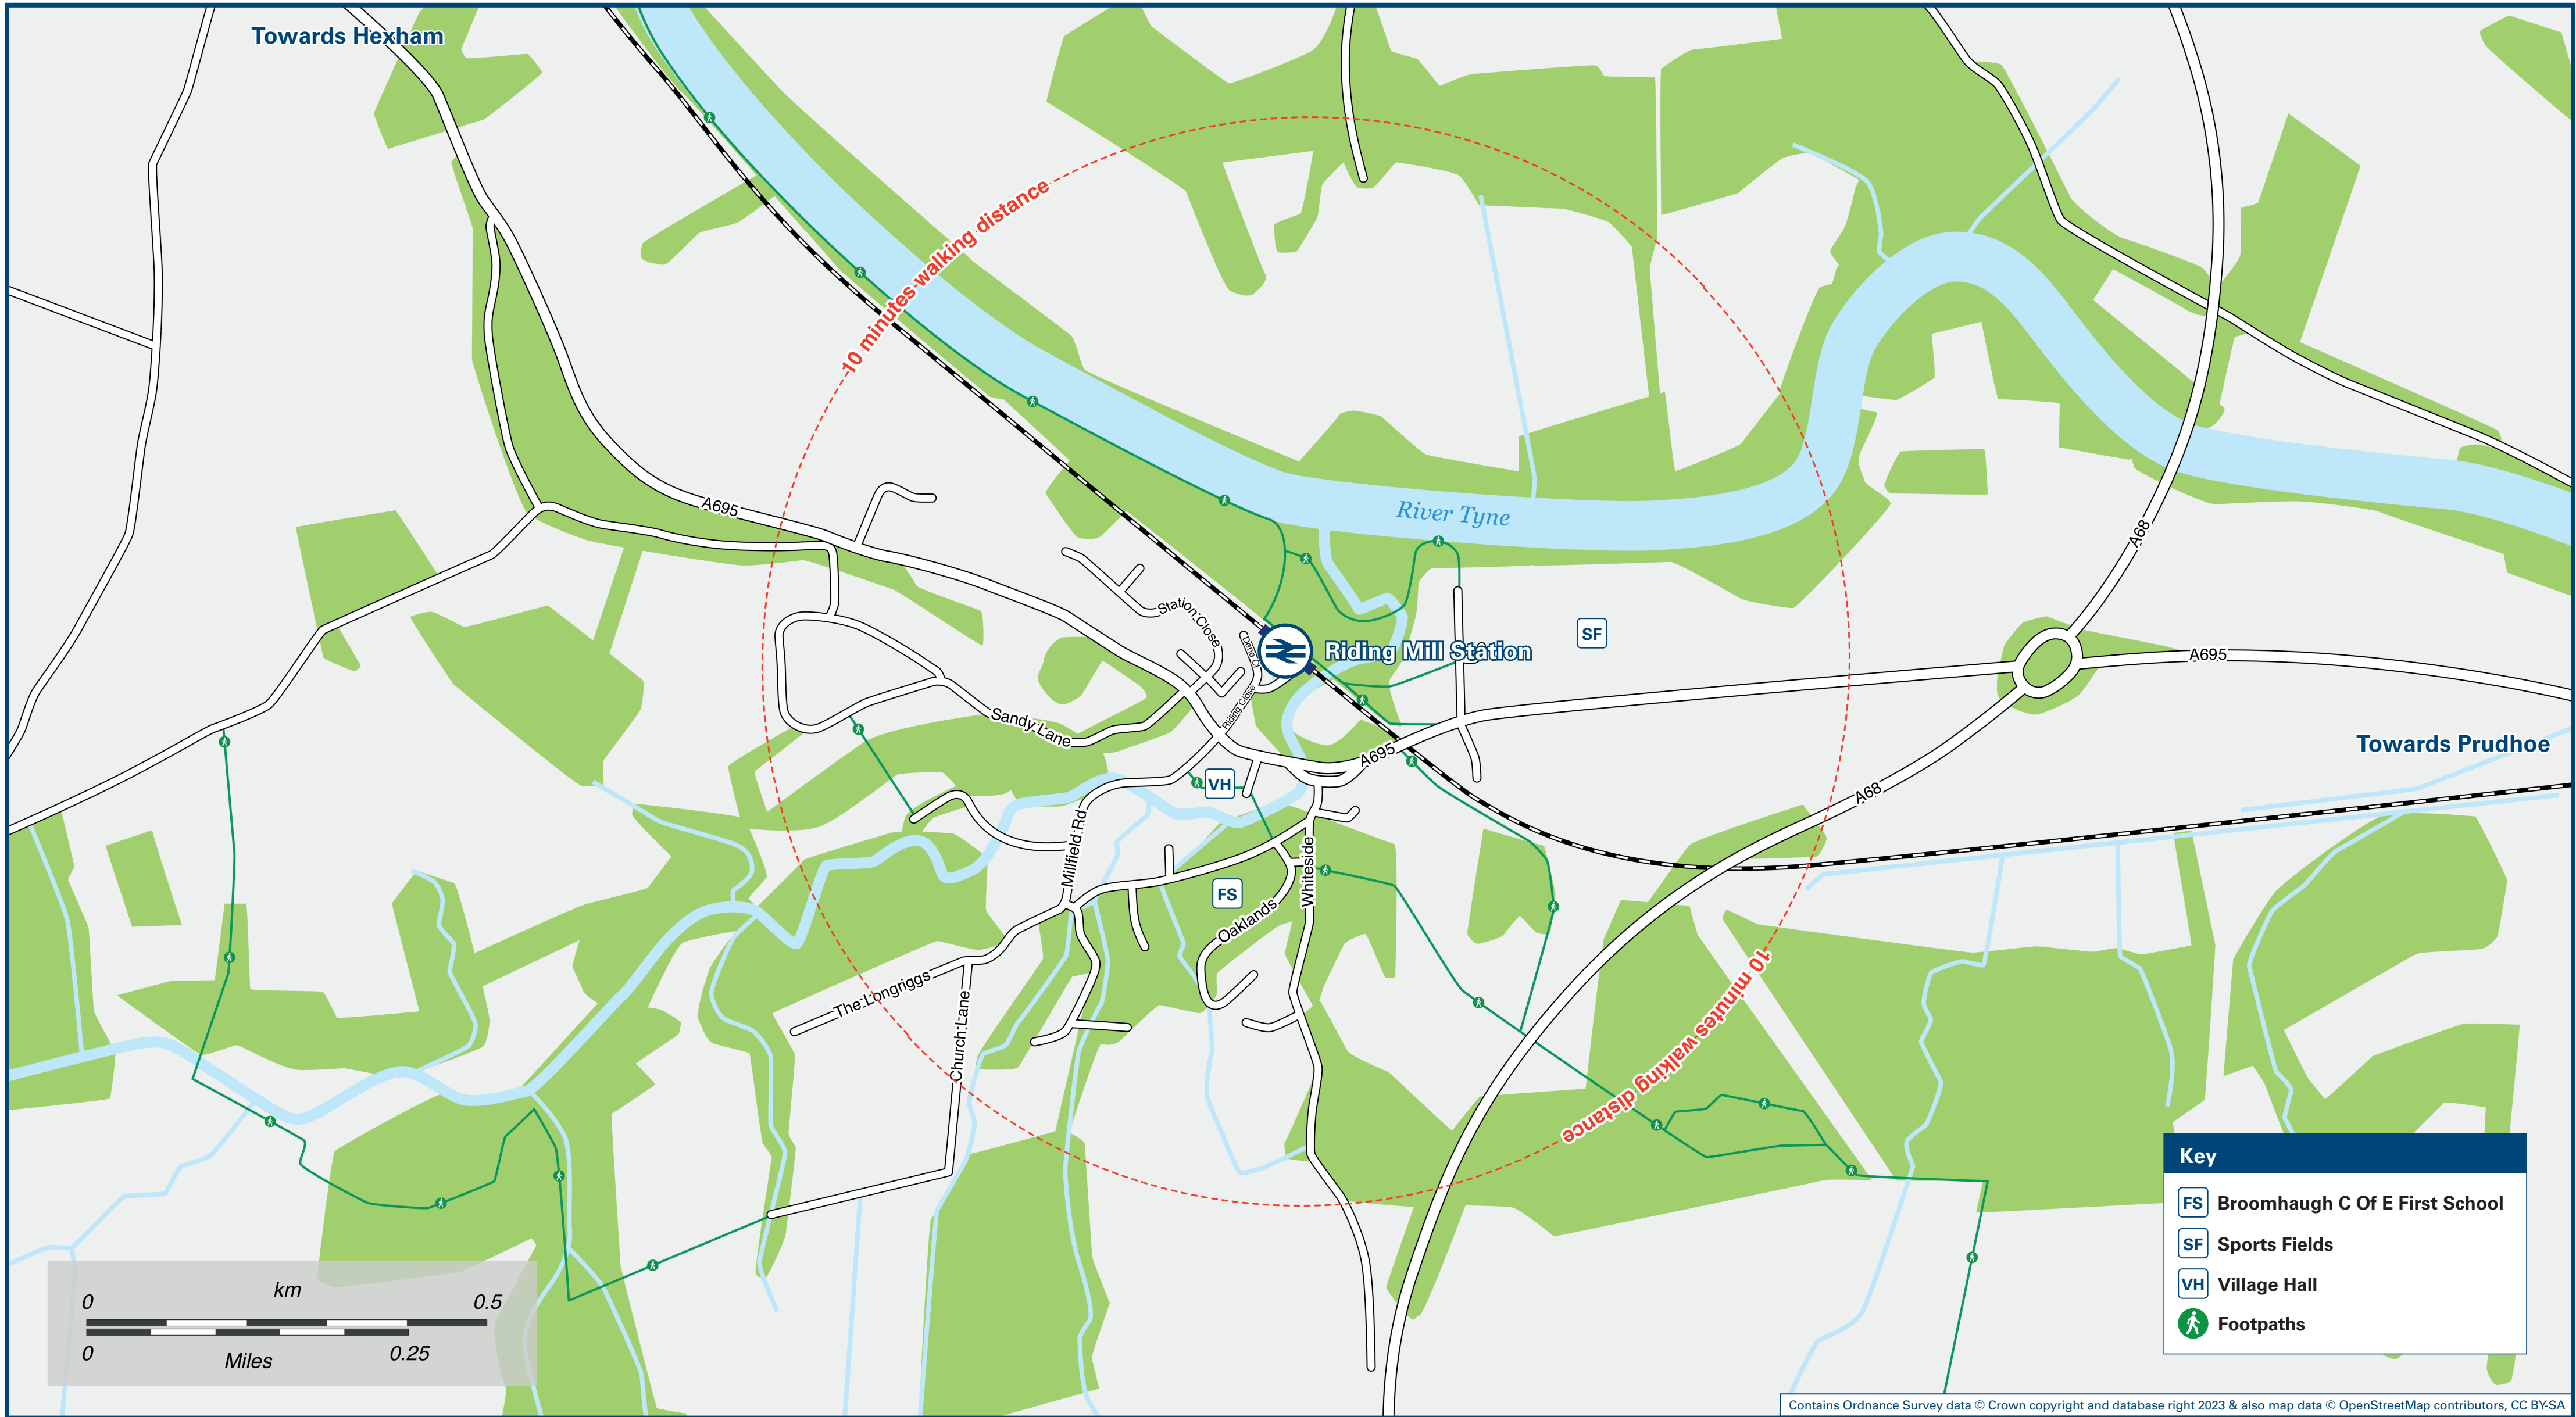 Towards Hexham
10 minutes walking distance
A695
River Tyne
A68
Station Close
Dene Cl
Riding Mill Station
SF
A695
Riding Close
Sandy Lane
Towards Prudhoe
A695
VH
A68
Millfield Rd
Whiteside
FS
Oaklands
The Longriggs
Church Lane
10 minutes walking distance
Key
FS Broomhaugh C Of E First School
SF Sports Fields
VH Village Hall
Footpaths
km
0 0.5
0 0.25
Miles
Contains Ordnance Survey data © Crown copyright and database right 2023 & also map data © OpenStreetMap contributors, CC BY-SA